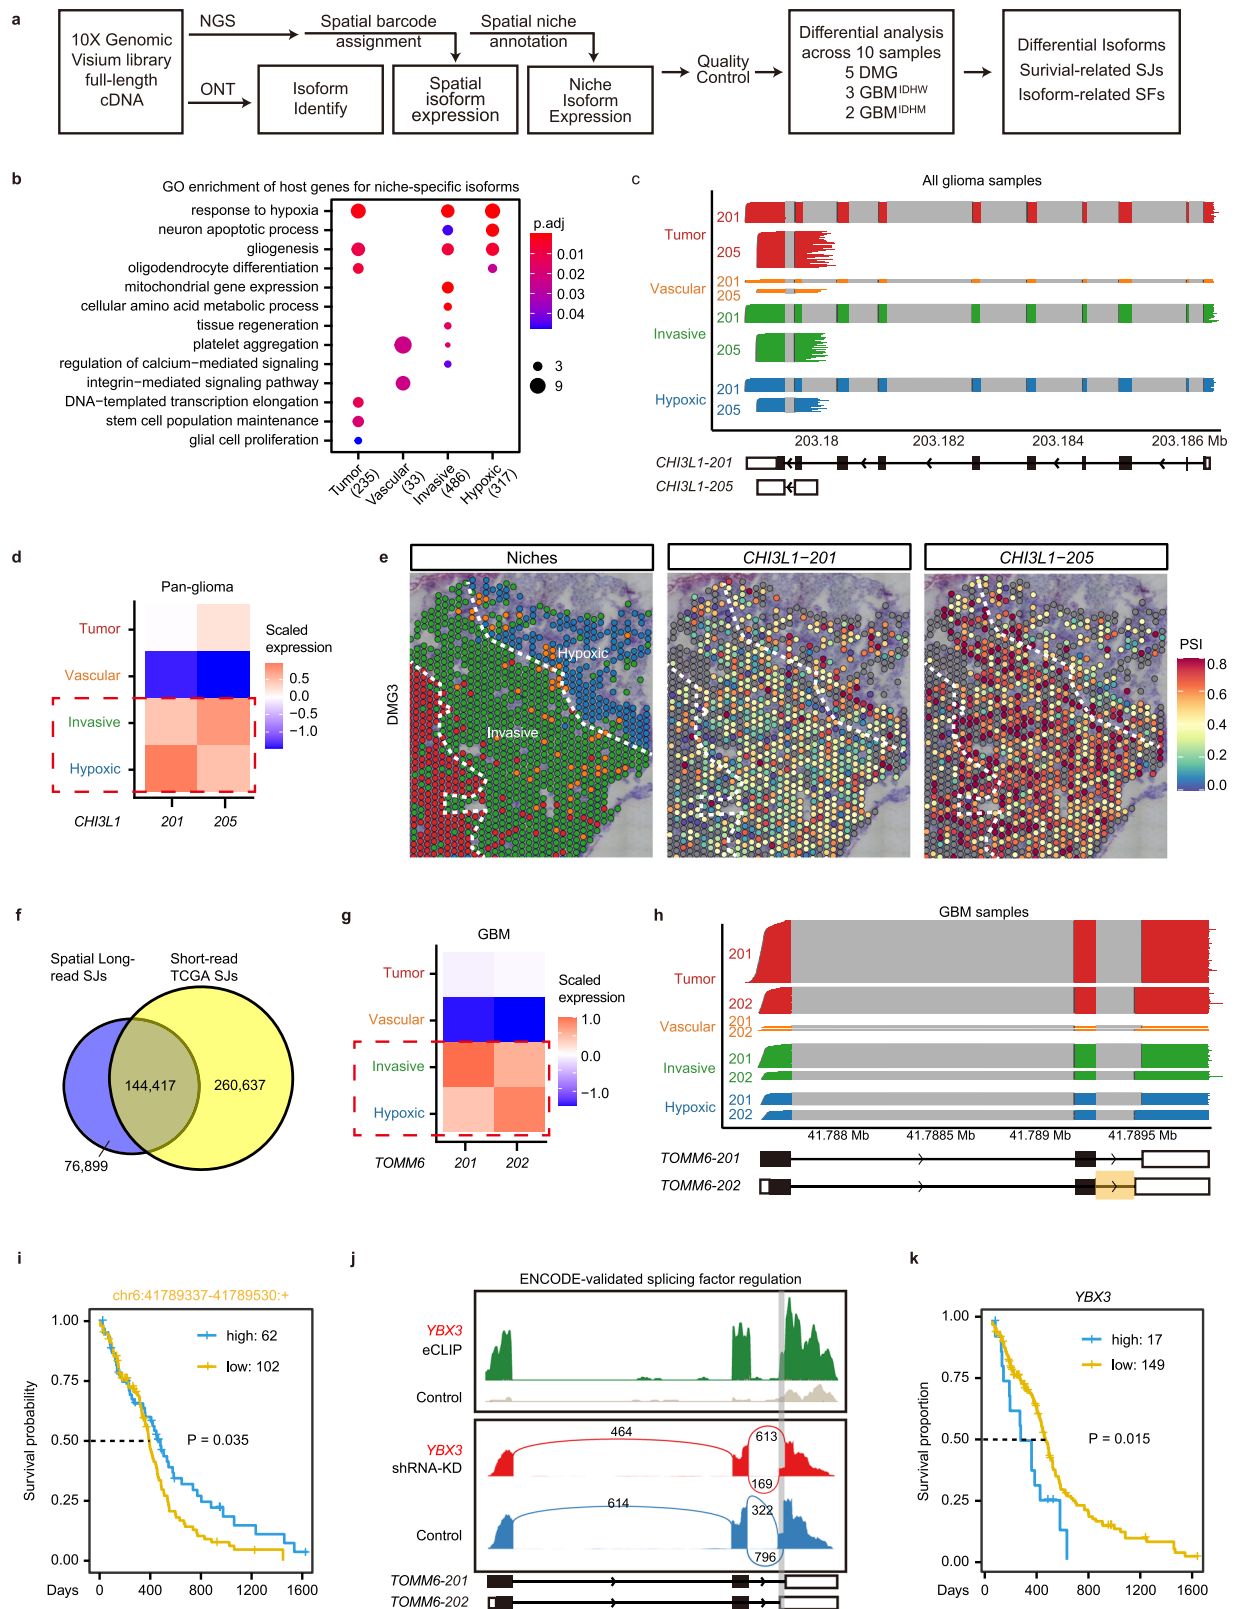 a
10X Genomic
Visium library
full-length
cDNA
NGS
ONT
Spatial barcode
assignment
Spatial niche
annotation
Isoform
Identify
Spatial
isoform
expression
Niche
Isoform
Expression
Quality
Control
Differential analysis
across 10 samples
5 DMG
3 GBM^IDHW
2 GBM^IDHM
Differential Isoforms
Surivial-related SJs
Isoform-related SFs
b
GO enrichment of host genes for niche-specific isoforms
response to hypoxia
neuron apoptotic process
gliogenesis
oligodendrocyte differentiation
mitochondrial gene expression
cellular amino acid metabolic process
tissue regeneration
platelet aggregation
regulation of calcium−mediated signaling
integrin−mediated signaling pathway
DNA−templated transcription elongation
stem cell population maintenance
glial cell proliferation
Tumor
(235)
Vascular
(33)
Invasive
(486)
Hypoxic
(317)
p.adj
0.01
0.02
0.03
0.04
3
9
c
All glioma samples
Tumor
201
205
Vascular
201
205
Invasive
201
205
Hypoxic
201
205
203.18 203.182 203.184 203.186 Mb
CHI3L1-201
CHI3L1-205
d
Pan-glioma
Tumor
Vascular
Invasive
Hypoxic
CHI3L1 201 205
Scaled
expression
0.5
0.0
−0.5
−1.0
e
Niches
CHI3L1−201
CHI3L1−205
DMG3
Hypoxic
Invasive
PSI
0.8
0.6
0.4
0.2
0.0
f
Spatial Long-
read SJs
Short-read
TCGA SJs
144,417
260,637
76,899
g
GBM
Tumor
Vascular
Invasive
Hypoxic
TOMM6 201 202
Scaled
expression
1.0
0.0
−1.0
h
GBM samples
Tumor
201
202
Vascular
201
202
Invasive
201
202
Hypoxic
201
202
41.788 Mb 41.7885 Mb 41.789 Mb 41.7895 Mb
TOMM6-201
TOMM6-202
i
chr6:41789337-41789530:+
Survival probability
1.00
0.75
0.50
0.25
0.00
high: 62
low: 102
P = 0.035
Days 0 400 800 1200 1600
j
ENCODE-validated splicing factor regulation
YBX3
eCLIP
Control
YBX3
shRNA-KD
464
613
169
Control
614
322
796
TOMM6-201
TOMM6-202
k
YBX3
Survival proportion
1.00
0.75
0.50
0.25
0.00
high: 17
low: 149
P = 0.015
Days 0 400 800 1200 1600